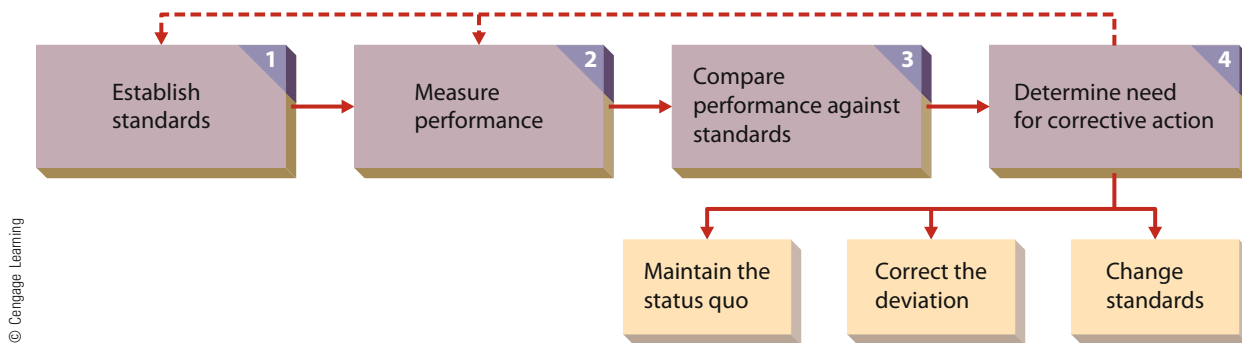 1
Establish
standards
2
Measure
performance
3
Compare
performance against
standards
4
Determine need
for corrective action
Maintain the
status quo
Correct the
deviation
Change
standards
© Cengage Learning